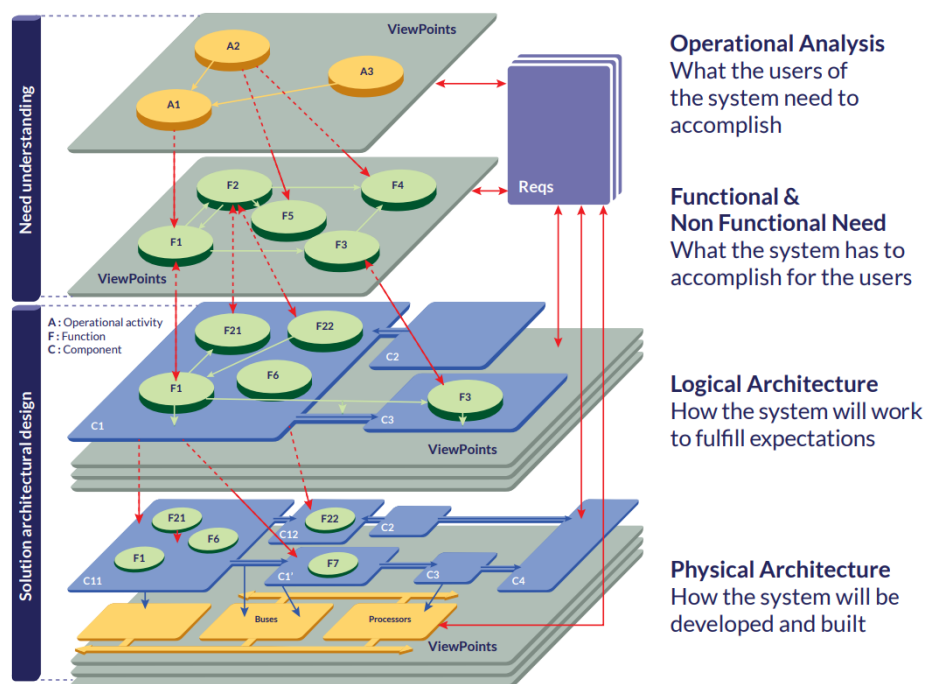 Need understanding
ViewPoints
A2
A3
A1
Reqs
F2
F4
F5
F1
F3
ViewPoints
Solution architectural design
A : Operational activity
F : Function
C : Component
F21
F22
C2
F6
F1
F3
C1
C3
ViewPoints
F21
F22
C2
F6
C12
F1
F7
C11
C1'
C3
C4
Buses
Processors
ViewPoints
Operational Analysis
What the users of
the system need to
accomplish
Functional &
Non Functional Need
What the system has to
accomplish for the users
Logical Architecture
How the system will work
to fulfill expectations
Physical Architecture
How the system will be
developed and built